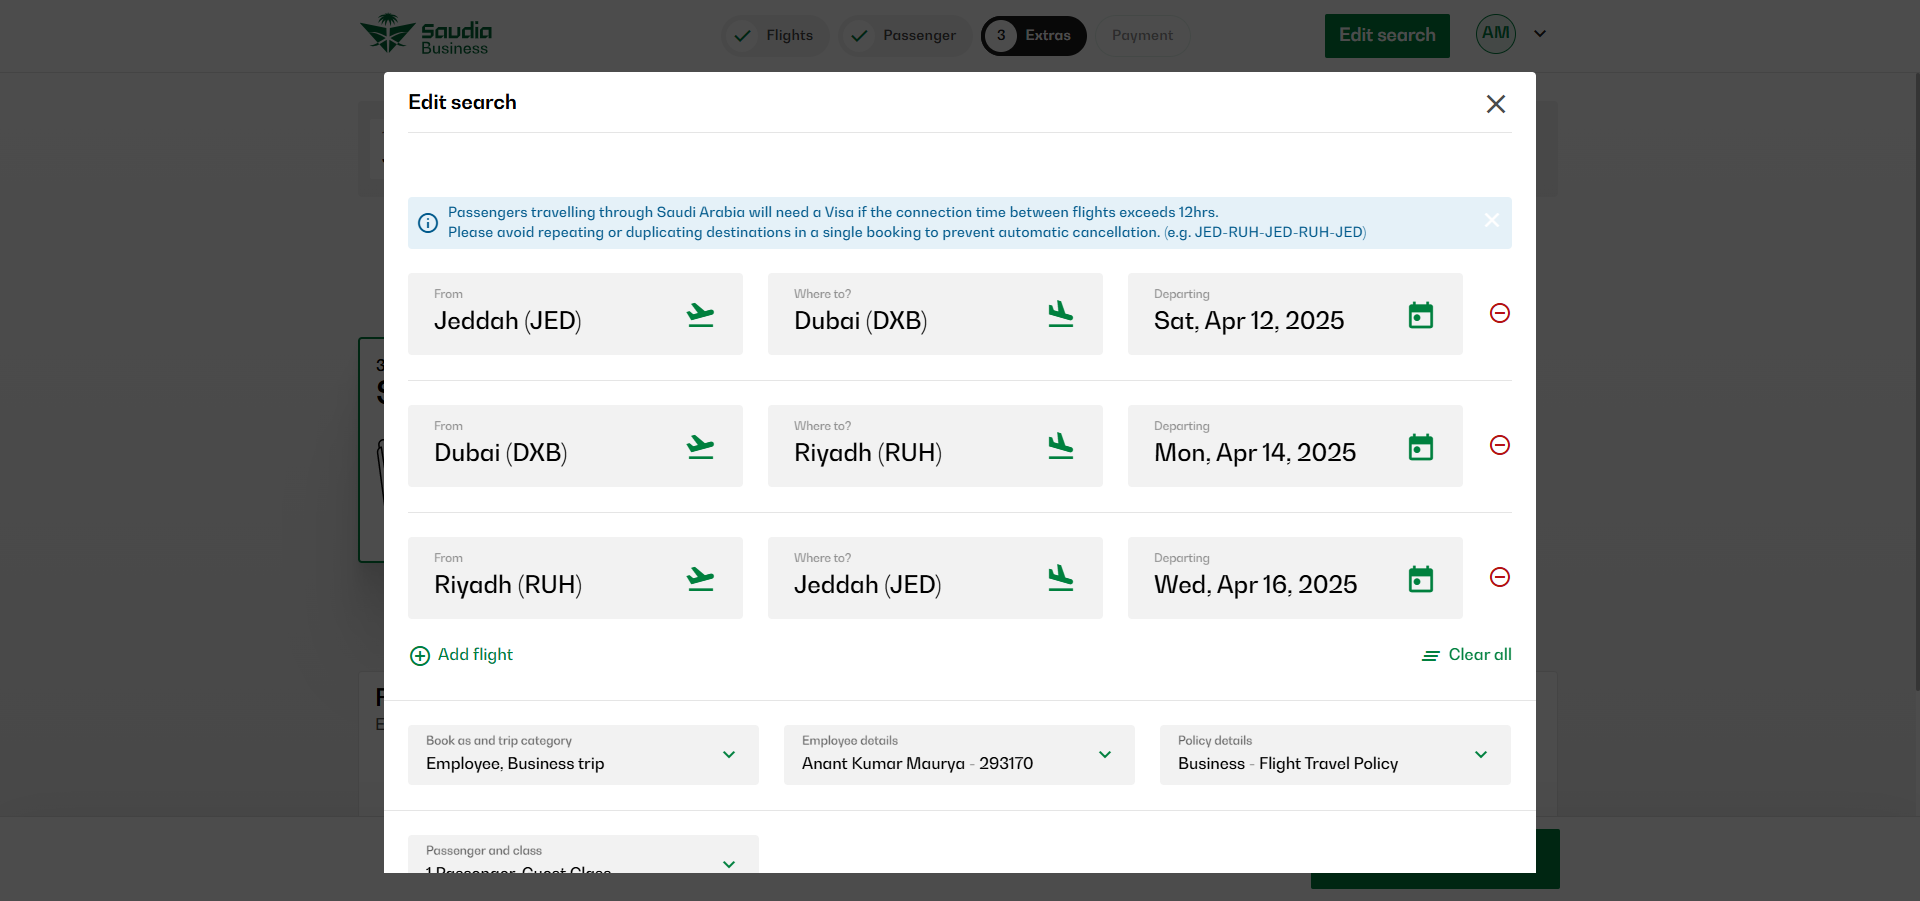 Saudia
Business
Flights
Passenger
3
Extras
Payment
Edit search
AM
Edit search
Passengers travelling through Saudi Arabia will need a Visa if the connection time between flights exceeds 12hrs.
Please avoid repeating or duplicating destinations in a single booking to prevent automatic cancellation. (e.g. JED-RUH-JED-RUH-JED)
From
Jeddah (JED)
Where to?
Dubai (DXB)
Departing
Sat, Apr 12, 2025
From
Dubai (DXB)
Where to?
Riyadh (RUH)
Departing
Mon, Apr 14, 2025
From
Riyadh (RUH)
Where to?
Jeddah (JED)
Departing
Wed, Apr 16, 2025
Add flight
Clear all
Book as and trip category
Employee, Business trip
Employee details
Anant Kumar Maurya - 293170
Policy details
Business - Flight Travel Policy
Passenger and class
1 Passenger, Guest Class